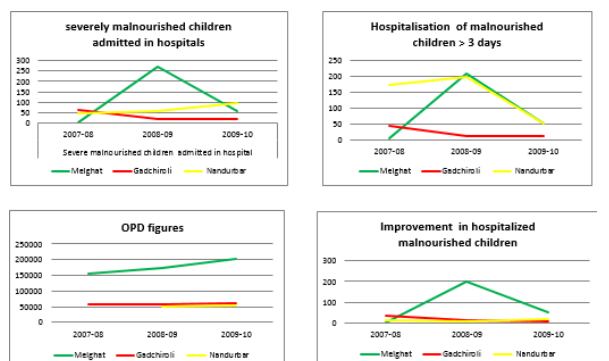 severely malnourished children
admitted in hospitals
300
250
200
150
100
50
0
2007-08 2008-09 2009-10
Severe malnourished children admitted in hospital
Melghat Gadchiroli Nandurbar
Hospitalisation of malnourished
children > 3 days
250
200
150
100
50
0
2007-08 2008-09 2009-10
Melghat Gadchiroli Nandurbar
OPD figures
250000
200000
150000
100000
50000
0
2007-08 2008-09 2009-10
Melghat Gadchiroli Nandurbar
Improvement in hospitalized
malnourished children
300
200
100
0
2007-08 2008-09 2009-10
Melghat Gadchiroli Nandurbar